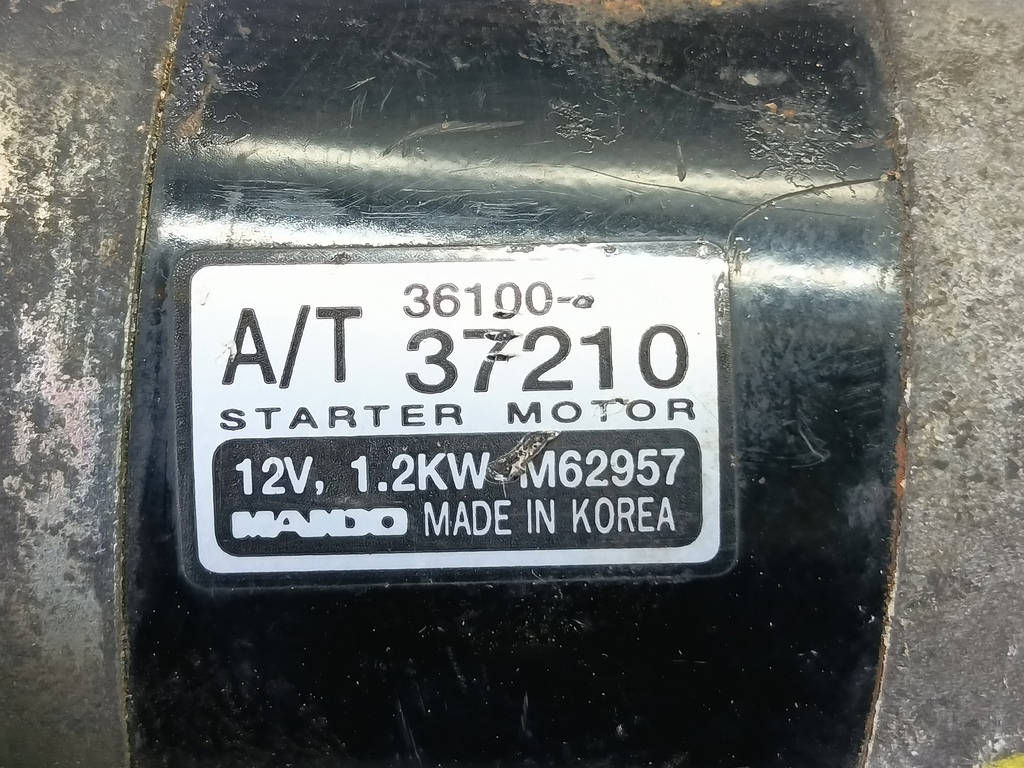 A/T 36100-
37210
STARTER MOTOR
12V, 1.2KW M62957
MANDO MADE IN KOREA